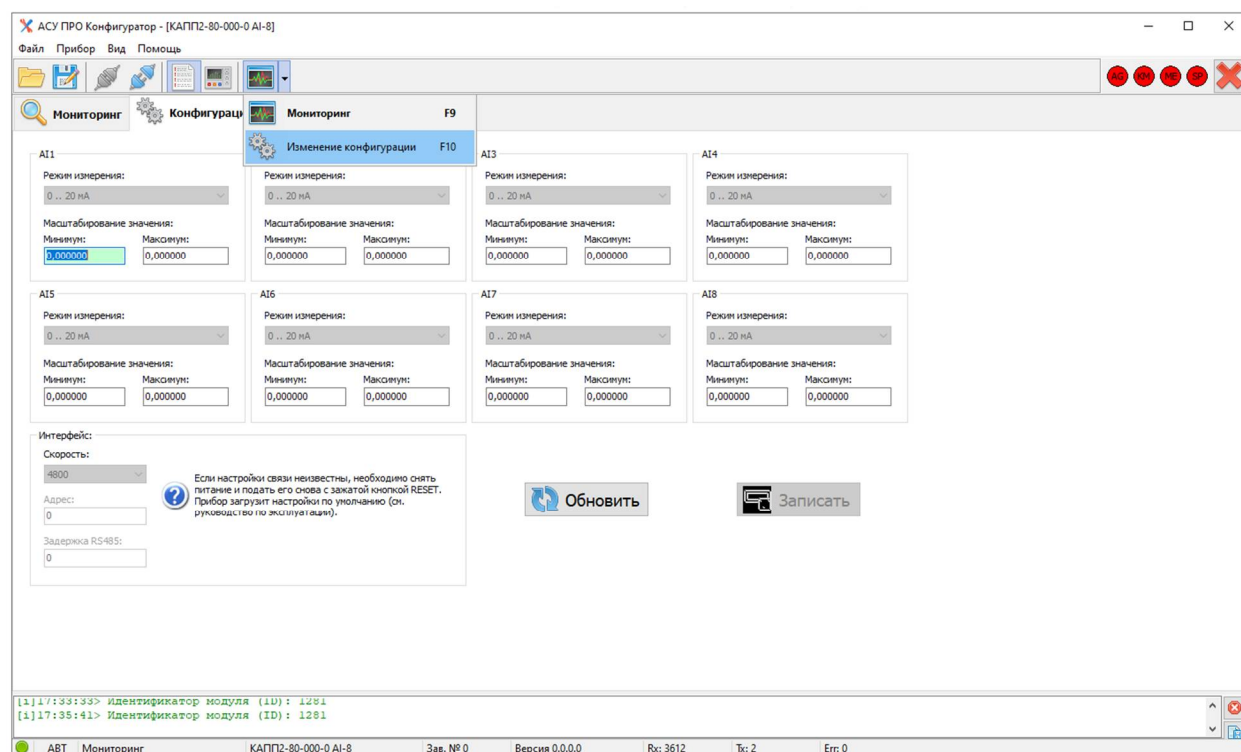 АСУ ПРО Конфигуратор - [КАПП2-80-000-0 AI-8]
Файл Прибор Вид Помощь
AG КМ МЕ SP
Мониторинг Конфигураци
Мониторинг F9
Изменение конфигурации F10
AI1
Режим измерения:
0 .. 20 мА
Масштабирование значения:
Минимум: Максимум:
0,000000 0,000000
Режим измерения:
0 .. 20 мА
Масштабирование значения:
Минимум: Максимум:
0,000000 0,000000
AI3
Режим измерения:
0 .. 20 мА
Масштабирование значения:
Минимум: Максимум:
0,000000 0,000000
AI4
Режим измерения:
0 .. 20 мА
Масштабирование значения:
Минимум: Максимум:
0,000000 0,000000
AI5
Режим измерения:
0 .. 20 мА
Масштабирование значения:
Минимум: Максимум:
0,000000 0,000000
AI6
Режим измерения:
0 .. 20 мА
Масштабирование значения:
Минимум: Максимум:
0,000000 0,000000
AI7
Режим измерения:
0 .. 20 мА
Масштабирование значения:
Минимум: Максимум:
0,000000 0,000000
AI8
Режим измерения:
0 .. 20 мА
Масштабирование значения:
Минимум: Максимум:
0,000000 0,000000
Интерфейс:
Скорость:
4800
Адрес:
0
Задержка RS485:
0
Если настройки связи неизвестны, необходимо снять
питание и подать его снова с зажатой кнопкой RESET.
Прибор загрузит настройки по умолчанию (см.
руководство по эксплуатации).
Обновить
Записать
[i]17:33:33> Идентификатор модуля (ID): 1281
[i]17:35:41> Идентификатор модуля (ID): 1281
АВТ Мониторинг КАПП2-80-000-0 AI-8 Зав. № 0 Версия 0.0.0.0 Rx: 3612 Tx: 2 Err: 0